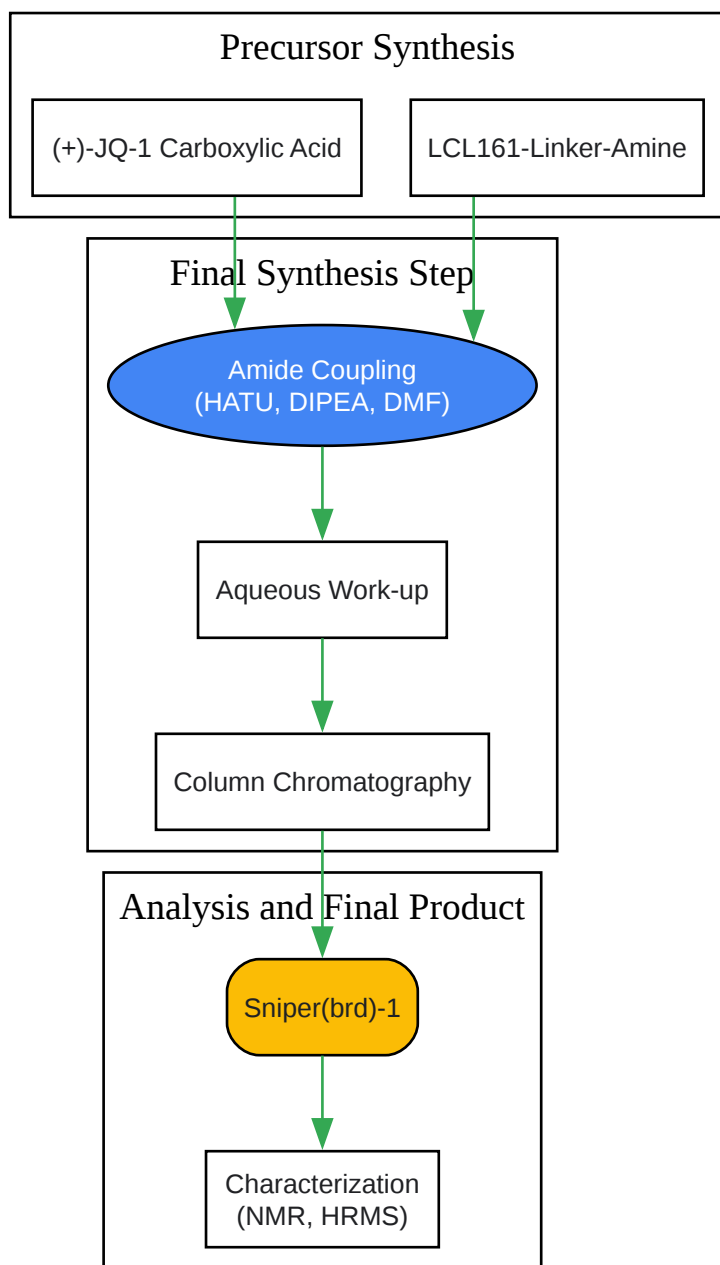 Precursor Synthesis
(+)-JQ-1 Carboxylic Acid
LCL161-Linker-Amine
Final Synthesis Step
Amide Coupling
(HATU, DIPEA, DMF)
Aqueous Work-up
Column Chromatography
Analysis and Final Product
Sniper(brd)-1
Characterization
(NMR, HRMS)